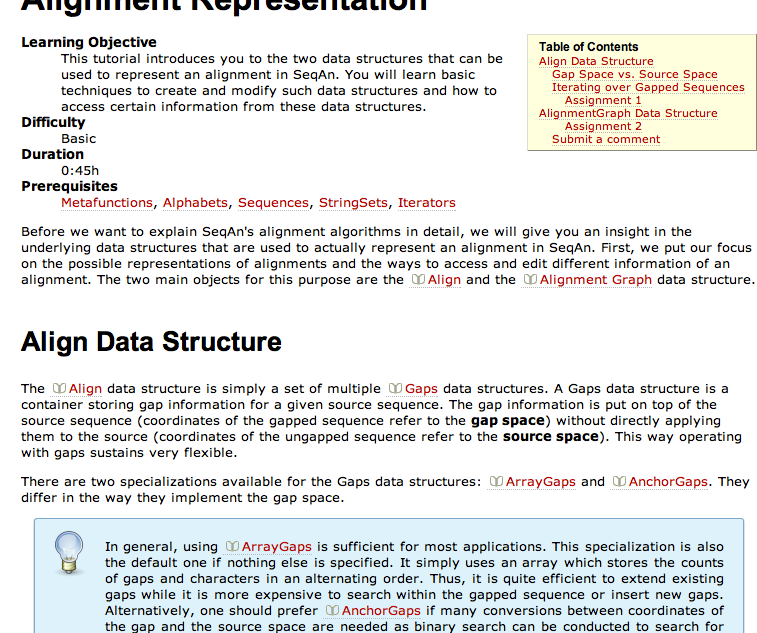 Alignment Representation
Learning Objective
This tutorial introduces you to the two data structures that can be
used to represent an alignment in SeqAn. You will learn basic
techniques to create and modify such data structures and how to
access certain information from these data structures.
Difficulty
Basic
Duration
0:45h
Prerequisites
Metafunctions, Alphabets, Sequences, StringSets, Iterators
Table of Contents
Align Data Structure
Gap Space vs. Source Space
Iterating over Gapped Sequences
Assignment 1
AlignmentGraph Data Structure
Assignment 2
Submit a comment
Before we want to explain SeqAn's alignment algorithms in detail, we will give you an insight in the
underlying data structures that are used to actually represent an alignment in SeqAn. First, we put our focus
on the possible representations of alignments and the ways to access and edit different information of an
alignment. The two main objects for this purpose are the Align and the Alignment Graph data structure.
Align Data Structure
The Align data structure is simply a set of multiple Gaps data structures. A Gaps data structure is a
container storing gap information for a given source sequence. The gap information is put on top of the
source sequence (coordinates of the gapped sequence refer to the gap space) without directly applying
them to the source (coordinates of the ungapped sequence refer to the source space). This way operating
with gaps sustains very flexible.
There are two specializations available for the Gaps data structures: ArrayGaps and AnchorGaps. They
differ in the way they implement the gap space.
In general, using ArrayGaps is sufficient for most applications. This specialization is also
the default one if nothing else is specified. It simply uses an array which stores the counts
of gaps and characters in an alternating order. Thus, it is quite efficient to extend existing
gaps while it is more expensive to search within the gapped sequence or insert new gaps.
Alternatively, one should prefer AnchorGaps if many conversions between coordinates of
the gap and the source space are needed as binary search can be conducted to search for